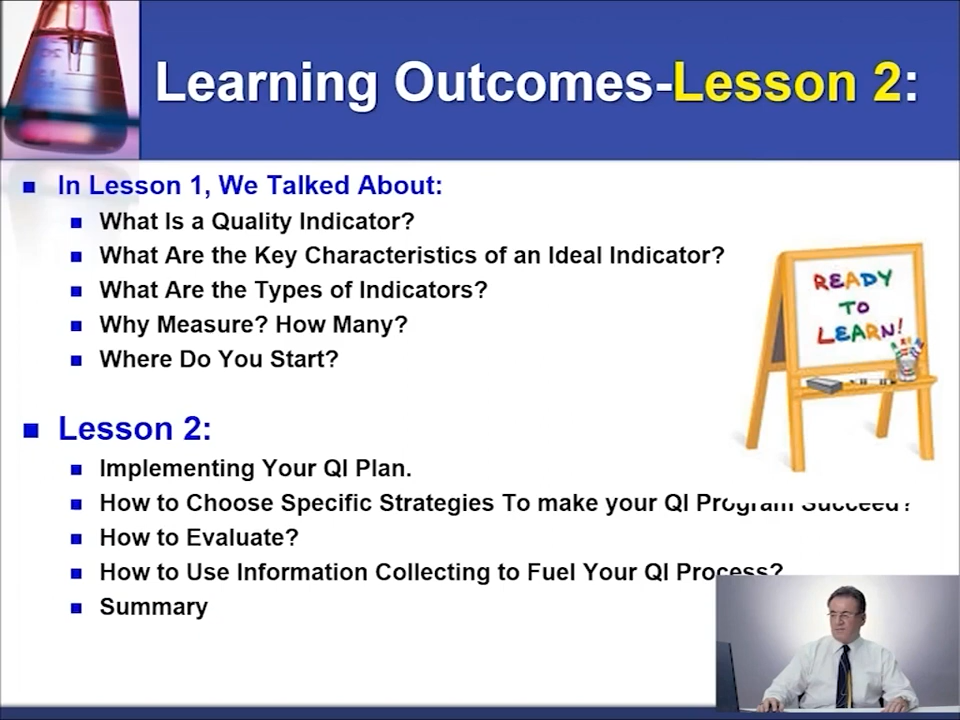 Learning Outcomes-Lesson 2:
In Lesson 1, We Talked About:
What Is a Quality Indicator?
What Are the Key Characteristics of an Ideal Indicator?
What Are the Types of Indicators?
Why Measure? How Many?
Where Do You Start?
READY
TO
LEARN!
Lesson 2:
Implementing Your QI Plan.
How to Choose Specific Strategies To make your QI Program Succeed?
How to Evaluate?
How to Use Information Collecting to Fuel Your QI Process?
Summary